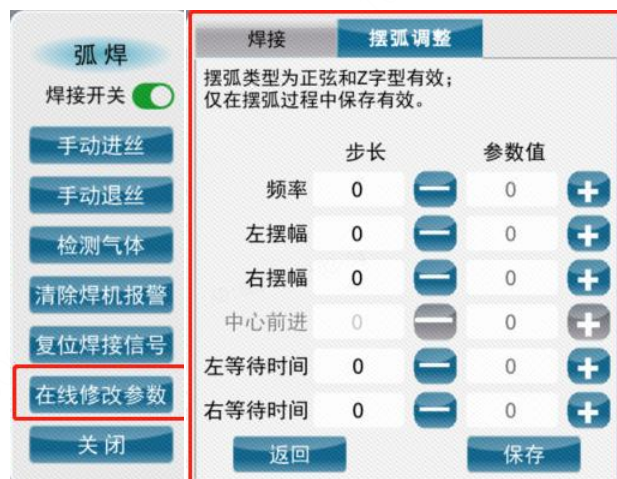 弧焊
焊接开关
手动进丝
手动退丝
检测气体
清除焊机报警
复位焊接信号
在线修改参数
关闭
焊接 摆弧调整
摆弧类型为正弦和Z字型有效；
仅在摆弧过程中保存有效。
步长 参数值
频率 0 0
左摆幅 0 0
右摆幅 0 0
中心前进 0 0
左等待时间 0 0
右等待时间 0 0
返回 保存